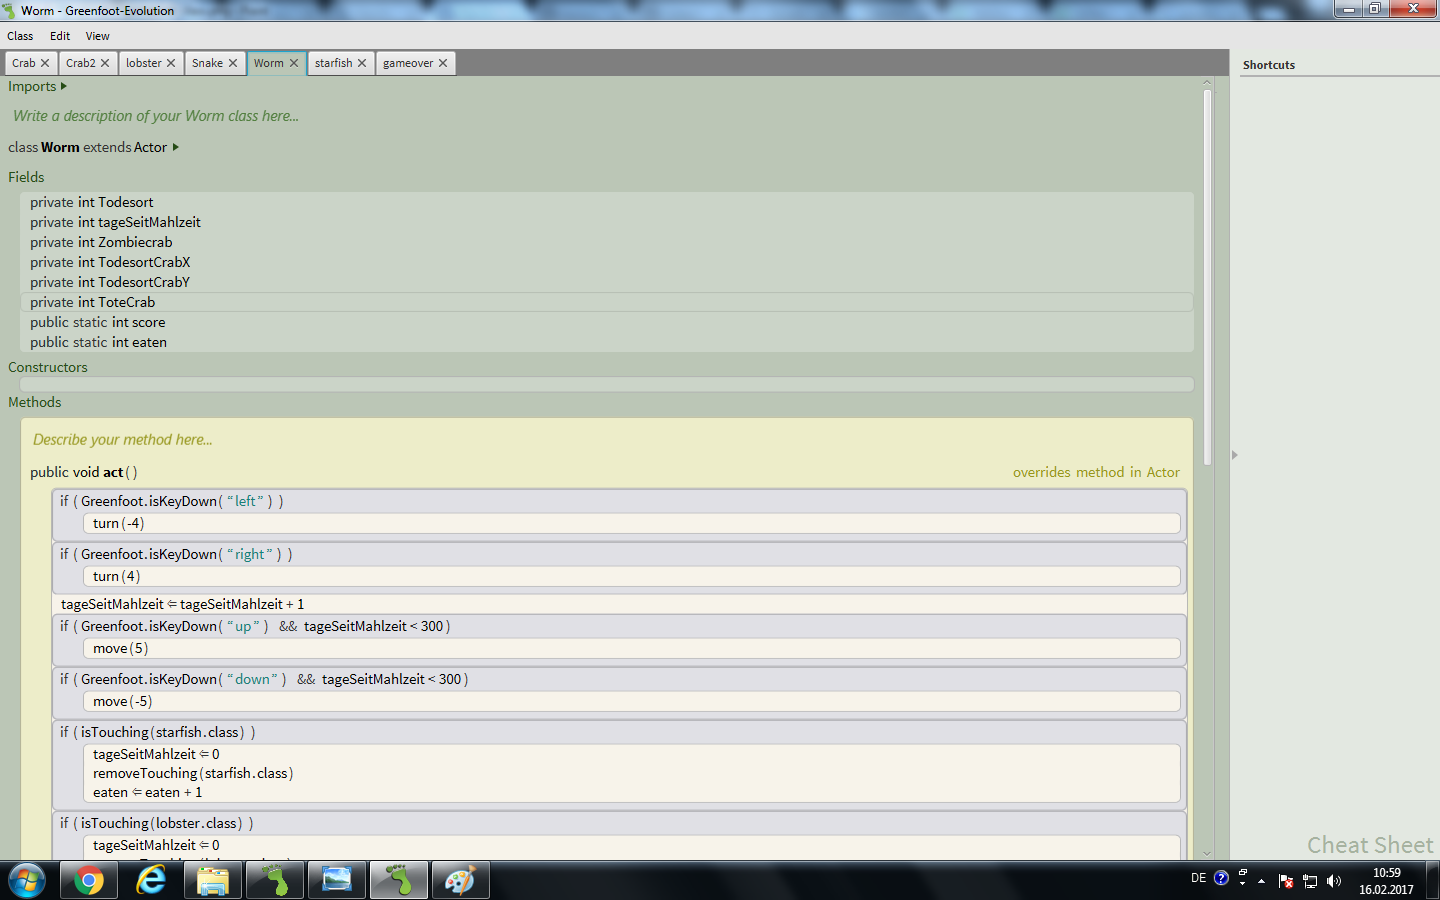 Worm - Greenfoot-Evolution
Class Edit View
Crab Crab2 lobster Snake Worm starfish gameover
Shortcuts
Imports
Write a description of your Worm class here...
class Worm extends Actor
Fields
private int Todesort
private int tageSeitMahlzeit
private int Zombiecrab
private int TodesortCrabX
private int TodesortCrabY
private int ToteCrab
public static int score
public static int eaten
Constructors
Methods
Describe your method here...
public void act ( ) overrides method in Actor
if ( Greenfoot.isKeyDown( “left” ) )
turn (-4)
if ( Greenfoot.isKeyDown( “right” ) )
turn (4)
tageSeitMahlzeit ⇐ tageSeitMahlzeit + 1
if ( Greenfoot.isKeyDown( “up” ) && tageSeitMahlzeit < 300 )
move (5)
if ( Greenfoot.isKeyDown( “down” ) && tageSeitMahlzeit < 300 )
move (-5)
if ( isTouching (starfish.class) )
tageSeitMahlzeit ⇐ 0
removeTouching (starfish.class)
eaten ⇐ eaten + 1
if ( isTouching (lobster.class) )
tageSeitMahlzeit ⇐ 0
Cheat Sheet
DE
10:59
16.02.2017